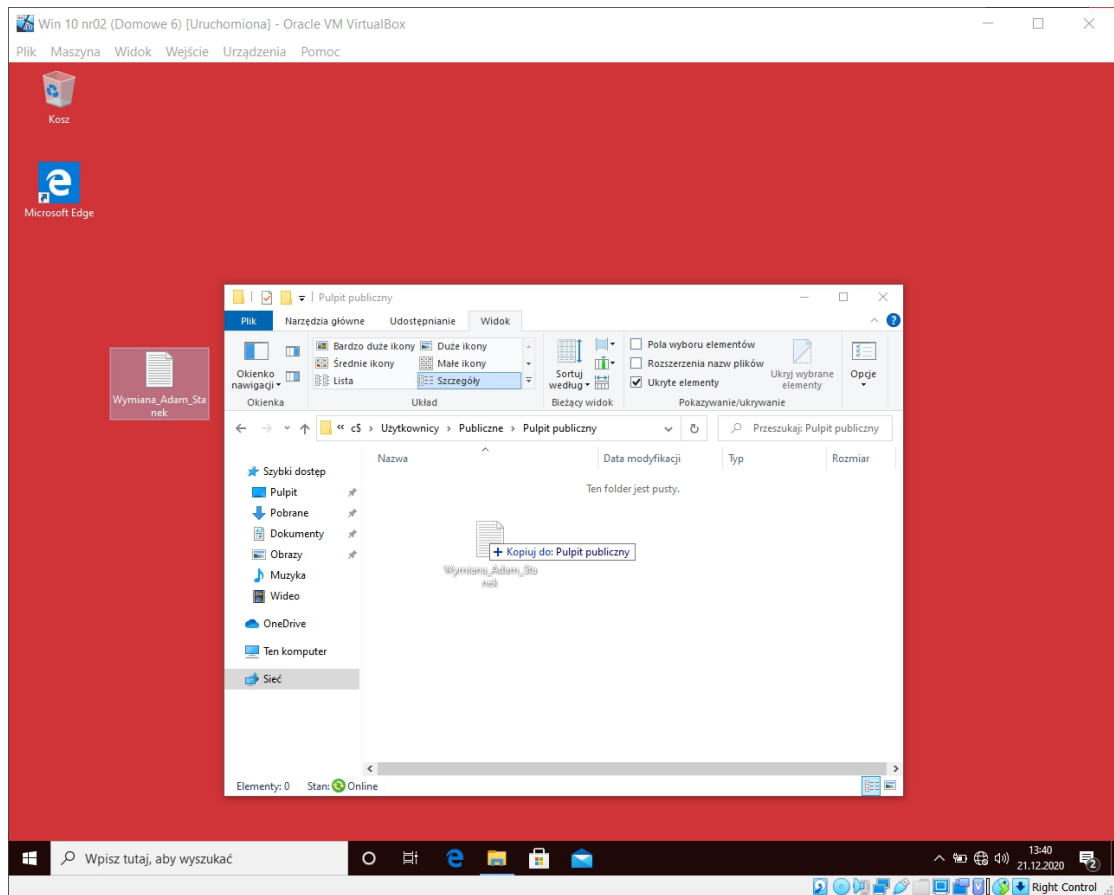 Win 10 nr02 (Domowe 6) [Uruchomiona] - Oracle VM VirtualBox
Plik Maszyna Widok Wejście Urządzenia Pomoc
Kosz
Microsoft Edge
Wymiana_Adam_Sta
nek
Pulpit publiczny
Plik Narzędzia główne Udostępnianie Widok
Bardzo duże ikony Duże ikony
Średnie ikony Małe ikony
Lista Szczegóły
Okienko
nawigacji
Sortuj
według
Pola wyboru elementów
Rozszerzenia nazw plików
Ukryte elementy
Ukryj wybrane
elementy
Opcje
Okienka Układ Bieżący widok Pokazywanie/ukrywanie
« c$ › Użytkownicy › Publiczne › Pulpit publiczny
Przeszukaj: Pulpit publiczny
Nazwa Data modyfikacji Typ Rozmiar
Ten folder jest pusty.
Szybki dostęp
Pulpit
Pobrane
Dokumenty
Obrazy
Muzyka
Wideo
OneDrive
Ten komputer
Sieć
+ Kopiuj do: Pulpit publiczny
Wymiana_Adam_Sta
nek
Elementy: 0 Stan: Online
Wpisz tutaj, aby wyszukać
13:40
21.12.2020
2
Right Control